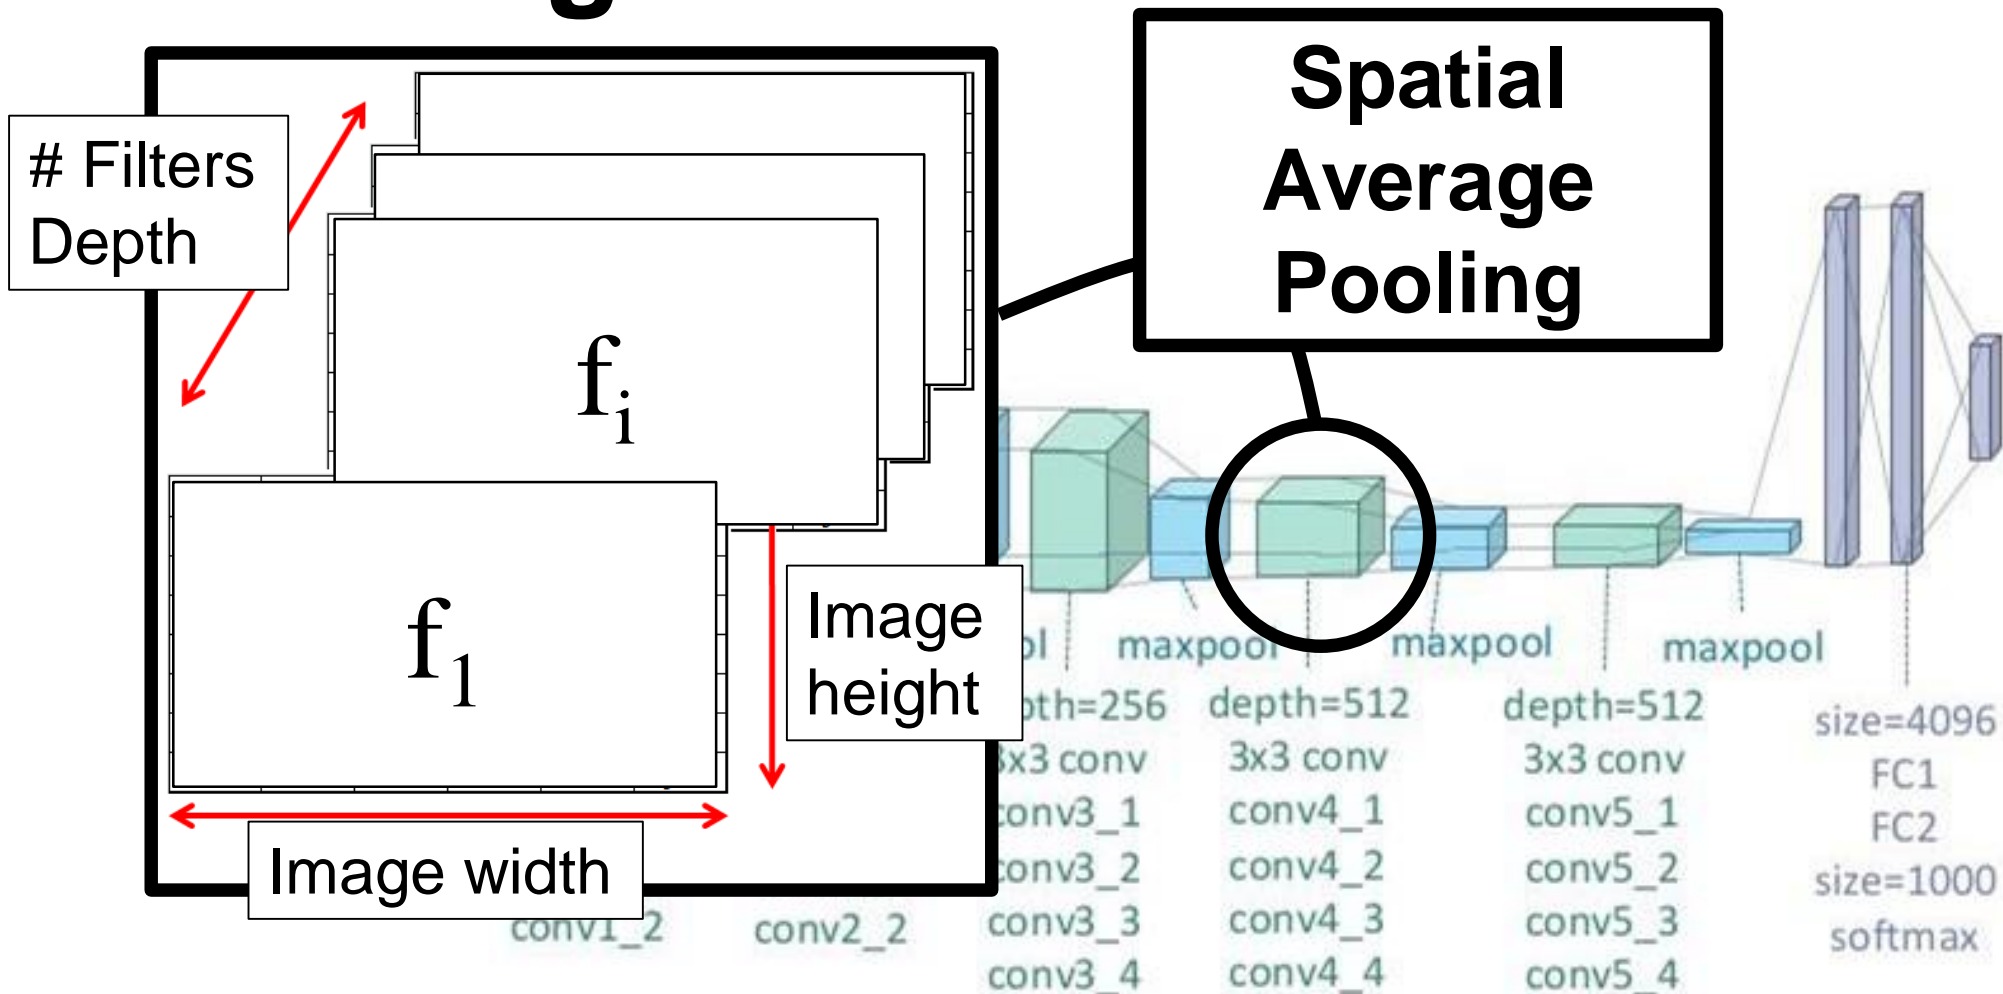 Spatial
Average
Pooling
# Filters
Depth
f_i
f_1
Image
height
Image width
maxpool
maxpool
maxpool
depth=512
depth=512
size=4096
3x3 conv
3x3 conv
3x3 conv
FC1
conv3_1
conv4_1
conv5_1
FC2
conv3_2
conv4_2
conv5_2
size=1000
conv1_2
conv2_2
conv3_3
conv4_3
conv5_3
softmax
conv3_4
conv4_4
conv5_4